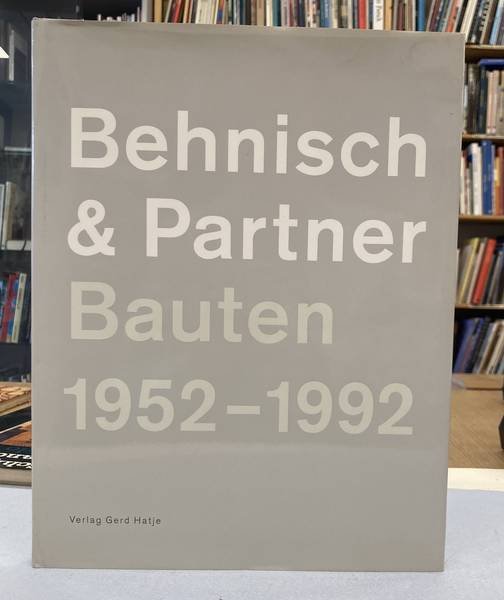 Behnisch
& Partner
Bauten
1952–1992
Verlag Gerd Hatje